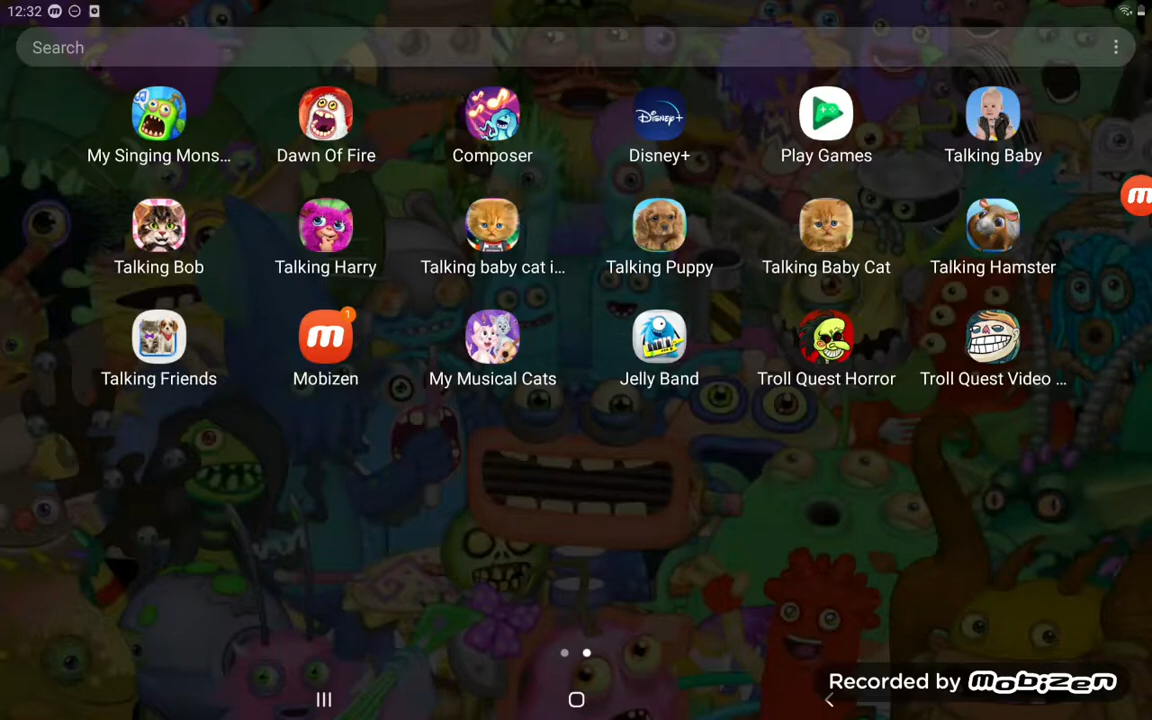 12:32
Search
My Singing Mons...
Dawn Of Fire
Composer
Disney+
Play Games
Talking Baby
Talking Bob
Talking Harry
Talking baby cat i...
Talking Puppy
Talking Baby Cat
Talking Hamster
Talking Friends
Mobizen
1
My Musical Cats
Jelly Band
Troll Quest Horror
Troll Quest Video ...
Recorded by mobizen